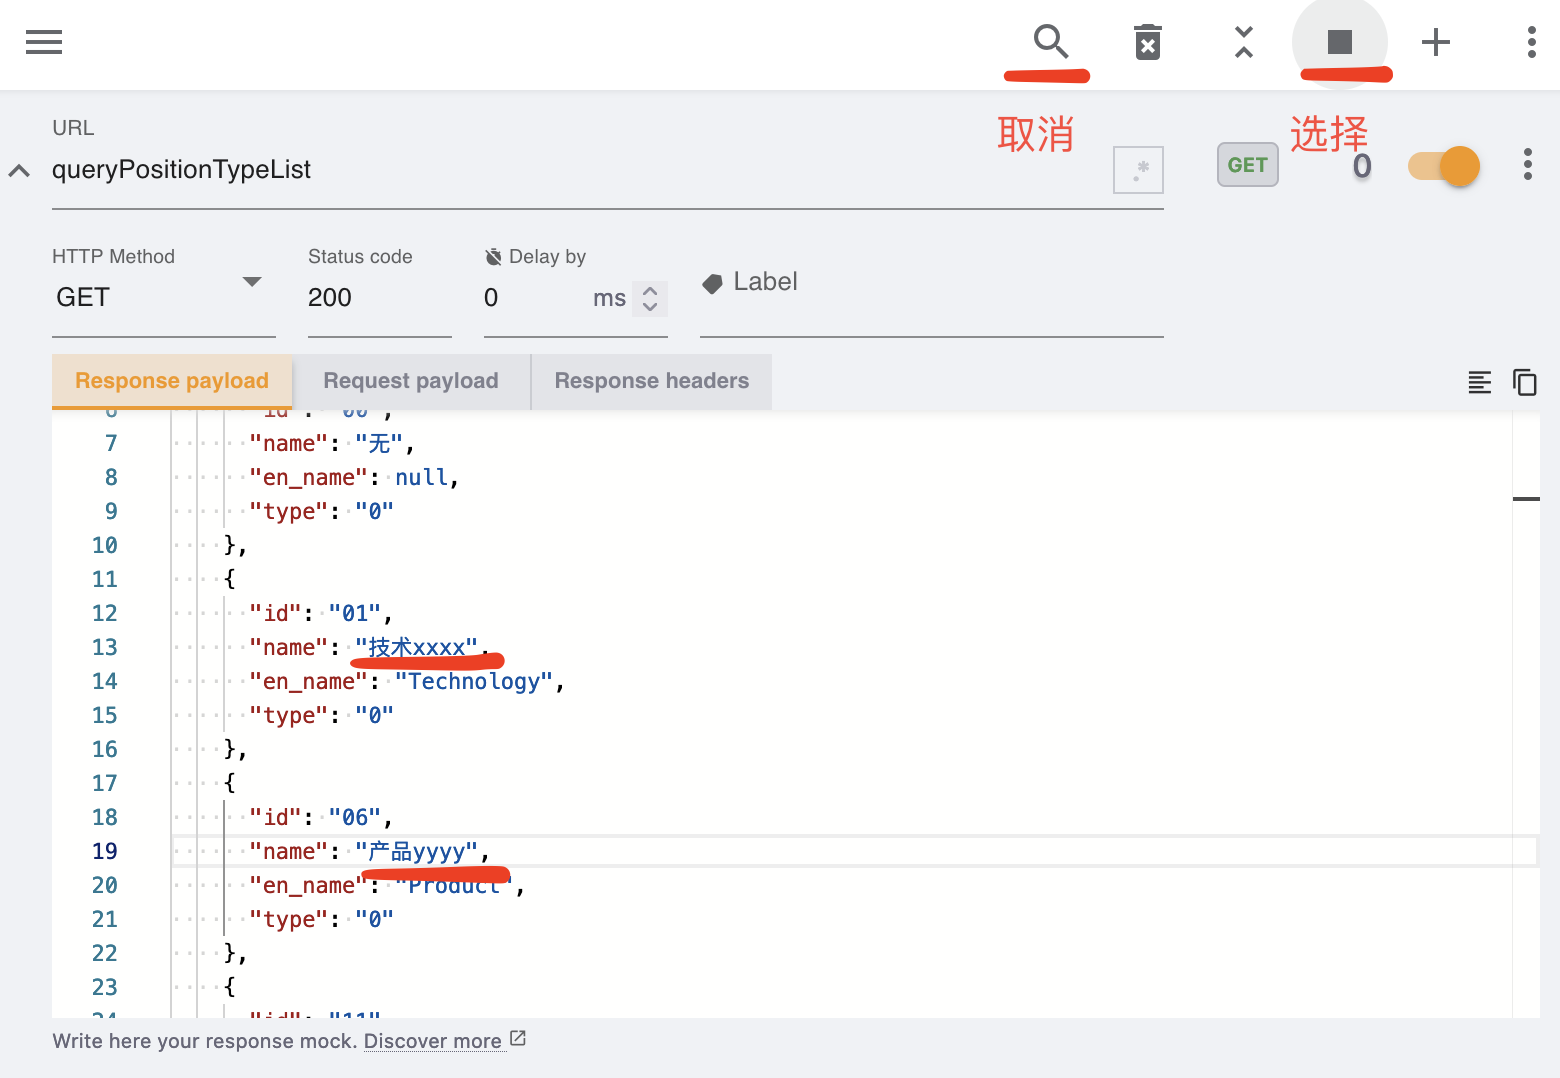 取消
选择
URL
queryPositionTypeList
.*
GET
0
HTTP Method
GET
Status code
200
Delay by
0 ms
Label
Response payload
Request payload
Response headers
6 "id": "00",
7 "name": "无",
8 "en_name": null,
9 "type": "0"
10 },
11 {
12 "id": "01",
13 "name": "技术xxxx",
14 "en_name": "Technology",
15 "type": "0"
16 },
17 {
18 "id": "06",
19 "name": "产品yyyy",
20 "en_name": "Product",
21 "type": "0"
22 },
23 {
24 "id": "11"
Write here your response mock. Discover more